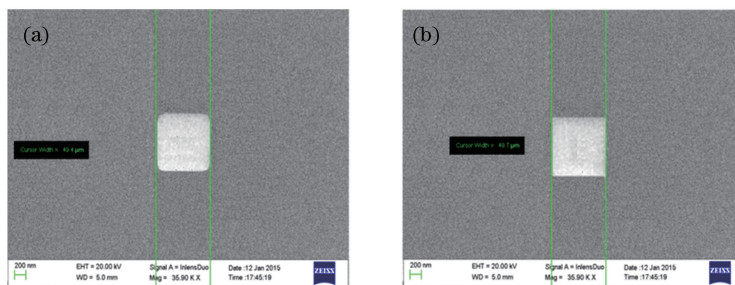 (a)
Cursor Width = 49.4 µm
200 nm
EHT = 20.00 kV
WD = 5.0 mm
Signal A = InlensDuo
Mag = 35.90 K X
Date :12 Jan 2015
Time :17:45:19
ZEISS
(b)
Cursor Width = 49.7 µm
200 nm
EHT = 20.00 kV
WD = 5.0 mm
Signal A = InlensDuo
Mag = 35.90 K X
Date :12 Jan 2015
Time :17:45:19
ZEISS